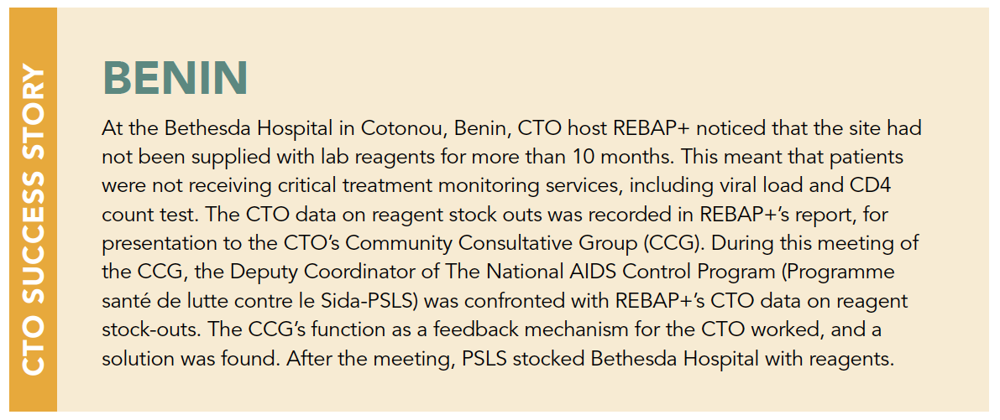 CTO SUCCESS STORY
BENIN
At the Bethesda Hospital in Cotonou, Benin, CTO host REBAP+ noticed that the site had
not been supplied with lab reagents for more than 10 months. This meant that patients
were not receiving critical treatment monitoring services, including viral load and CD4
count test. The CTO data on reagent stock outs was recorded in REBAP+’s report, for
presentation to the CTO’s Community Consultative Group (CCG). During this meeting of
the CCG, the Deputy Coordinator of The National AIDS Control Program (Programme
santé de lutte contre le Sida-PSLS) was confronted with REBAP+’s CTO data on reagent
stock-outs. The CCG’s function as a feedback mechanism for the CTO worked, and a
solution was found. After the meeting, PSLS stocked Bethesda Hospital with reagents.